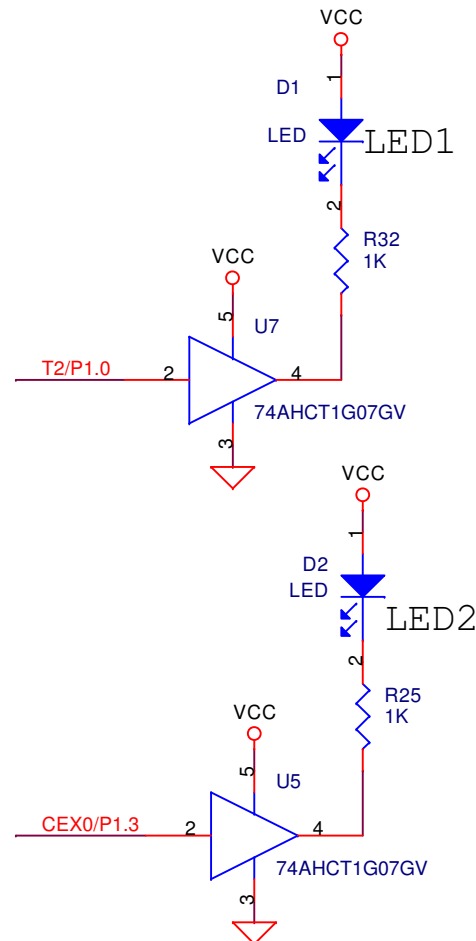 VCC
1
D1
LED
LED1
2
R32
1K
VCC
5
U7
T2/P1.0
2
4
74AHCT1G07GV
3
VCC
1
D2
LED
LED2
2
R25
1K
VCC
5
U5
CEX0/P1.3
2
4
74AHCT1G07GV
3